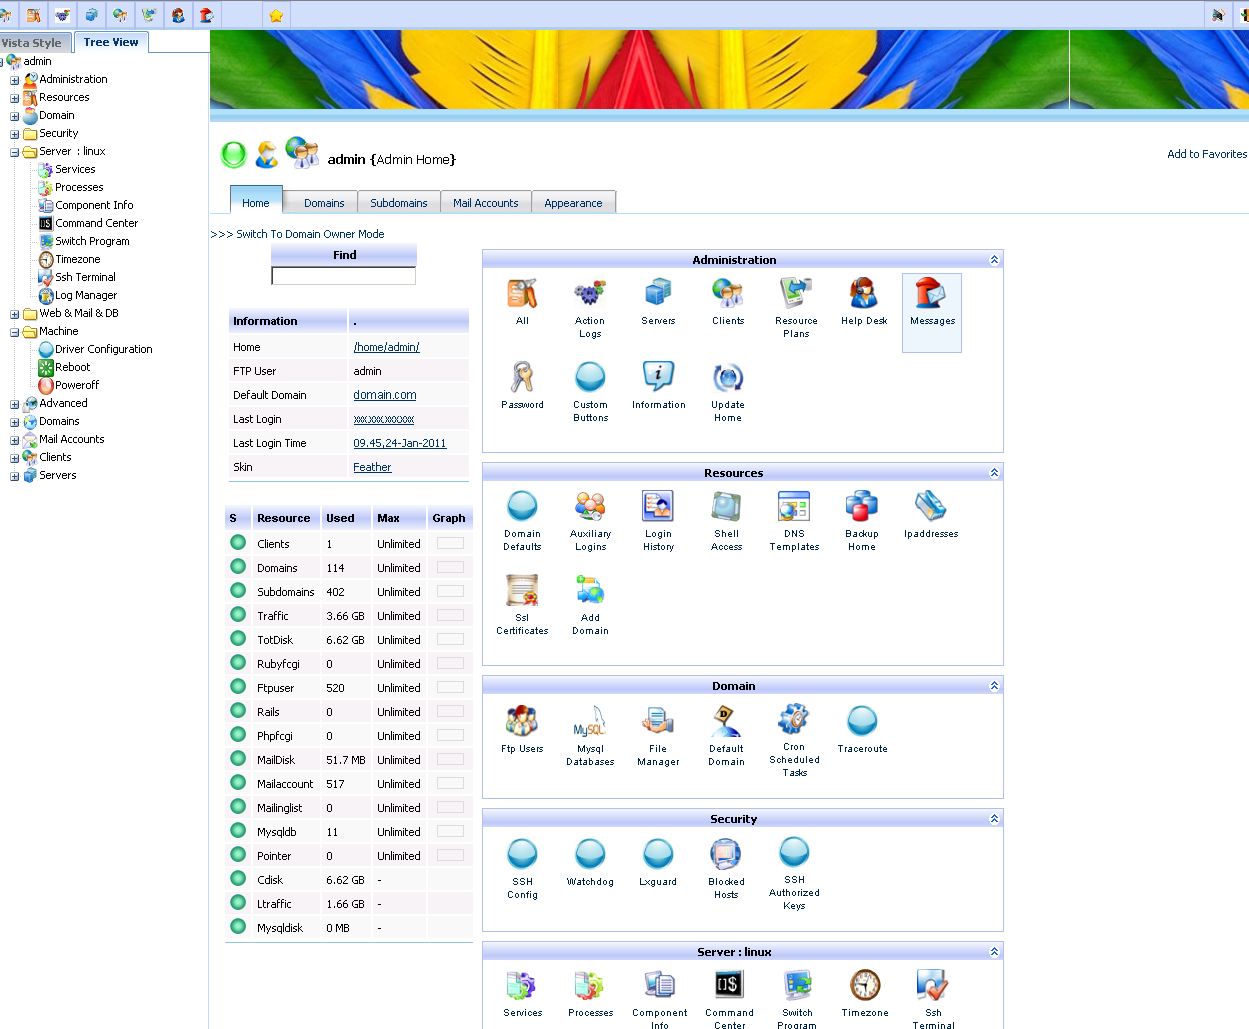 Vista Style
Tree View
admin
Administration
Resources
Domain
Security
Server : linux
Services
Processes
Component Info
Command Center
Switch Program
Timezone
Ssh Terminal
Log Manager
Web & Mail & DB
Machine
Driver Configuration
Reboot
Poweroff
Advanced
Domains
Mail Accounts
Clients
Servers
admin {Admin Home}
Add to Favorites
Home Domains Subdomains Mail Accounts Appearance
>>> Switch To Domain Owner Mode
Find
Information .
Home /home/admin/
FTP User admin
Default Domain domain.com
Last Login
Last Login Time 09.45,24-Jan-2011
Skin Feather
S Resource Used Max Graph
Clients 1 Unlimited
Domains 114 Unlimited
Subdomains 402 Unlimited
Traffic 3.66 GB Unlimited
TotDisk 6.62 GB Unlimited
Rubyfcgi 0 Unlimited
Ftpuser 520 Unlimited
Rails 0 Unlimited
Phpfcgi 0 Unlimited
MailDisk 51.7 MB Unlimited
Mailaccount 517 Unlimited
Mailinglist 0 Unlimited
Mysqldb 11 Unlimited
Pointer 0 Unlimited
Cdisk 6.62 GB -
Ltraffic 1.66 GB -
Mysqldisk 0 MB -
Administration
All
Action
Logs
Servers
Clients
Resource
Plans
Help Desk
Messages
Password
Custom
Buttons
Information
Update
Home
Resources
Domain
Defaults
Auxiliary
Logins
Login
History
Shell
Access
DNS
Templates
Backup
Home
Ipaddresses
Ssl
Certificates
Add
Domain
Domain
Ftp Users
MySQL
Mysql
Databases
File
Manager
D
Default
Domain
Cron
Scheduled
Tasks
Traceroute
Security
SSH
Config
Watchdog
Lxguard
Blocked
Hosts
SSH
Authorized
Keys
Server : linux
Services
Processes
Component
Info
Command
Center
Switch
Program
Timezone
Ssh
Terminal